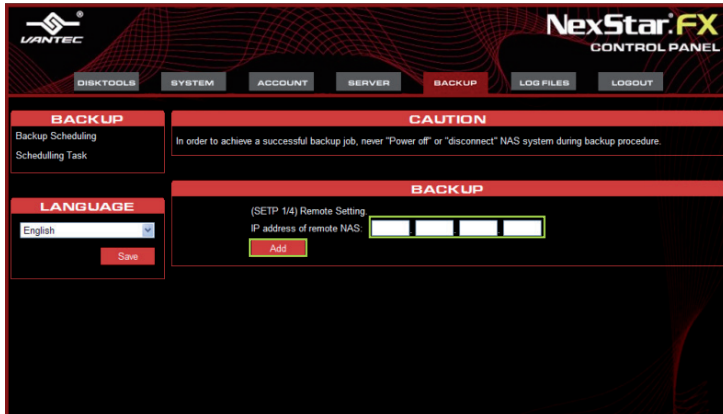 VANTEC
NexStar.FX
CONTROL PANEL
DISKTOOLS SYSTEM ACCOUNT SERVER BACKUP LOG FILES LOGOUT
BACKUP
Backup Scheduling
Schedulling Task
LANGUAGE
English
Save
CAUTION
In order to achieve a successful backup job, never "Power off" or "disconnect" NAS system during backup procedure.
BACKUP
(SETP 1/4) Remote Setting.
IP address of remote NAS: . . .
Add